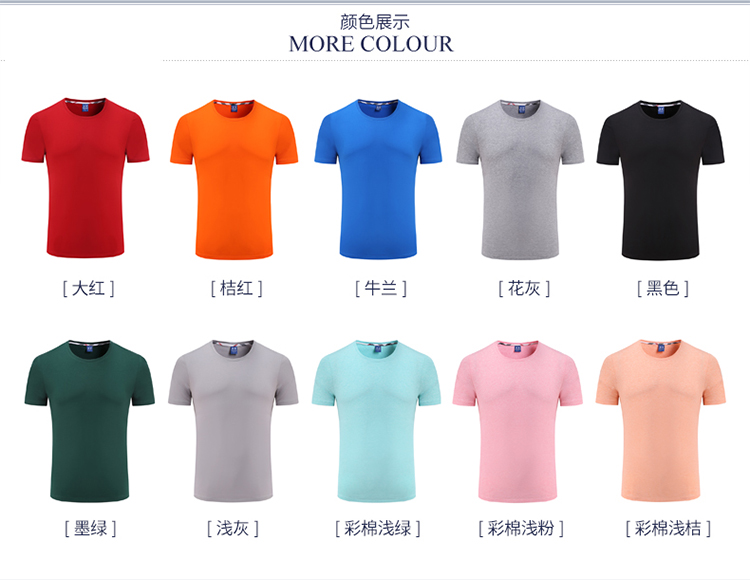 颜色展示
MORE COLOUR
[ 大红 ]
[ 桔红 ]
[ 牛兰 ]
[ 花灰 ]
[ 黑色 ]
[ 墨绿 ]
[ 浅灰 ]
[ 彩棉浅绿 ]
[ 彩棉浅粉 ]
[ 彩棉浅桔 ]